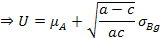 ⇒ U = μ_A + √((a − c)/(ac)) σ_Bg